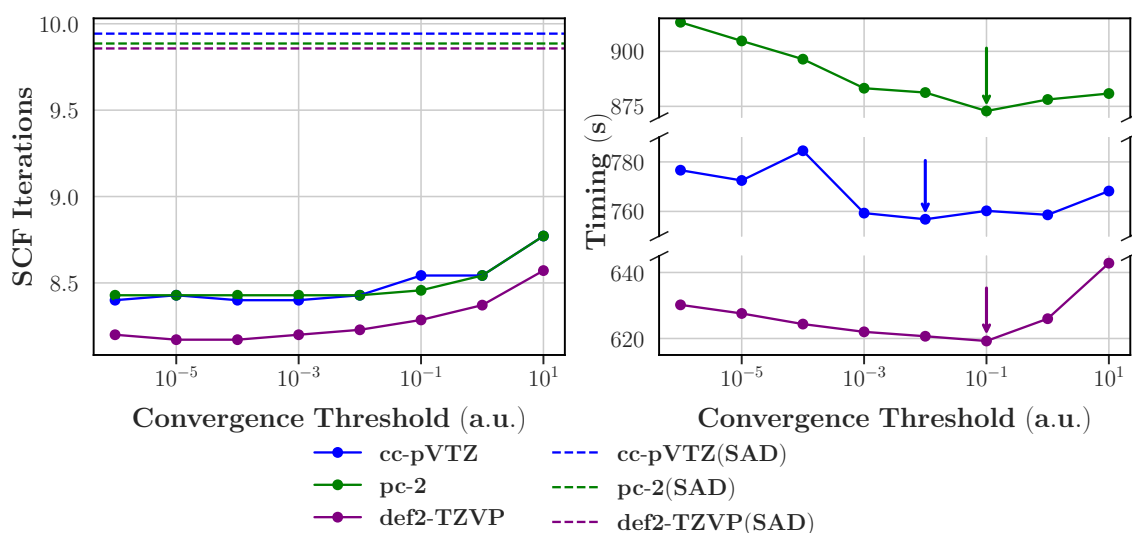 SCF Iterations
10.0
9.5
9.0
8.5
10^-5
10^-3
10^-1
10^1
Convergence Threshold (a.u.)
Timing (s)
900
875
780
760
640
620
10^-5
10^-3
10^-1
10^1
Convergence Threshold (a.u.)
cc-pVTZ
pc-2
def2-TZVP
cc-pVTZ(SAD)
pc-2(SAD)
def2-TZVP(SAD)